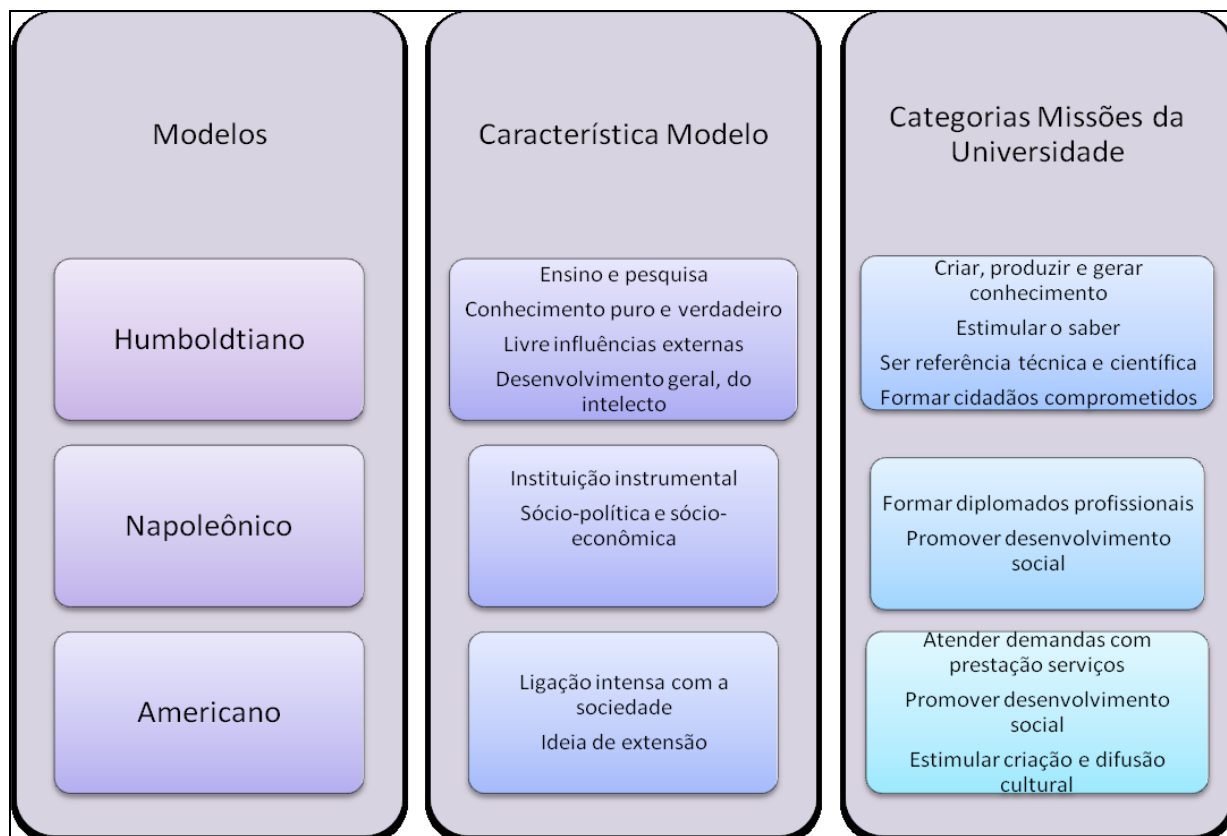 Modelos
Humboldtiano
Napoleônico
Americano
Característica Modelo
Ensino e pesquisa
Conhecimento puro e verdadeiro
Livre influências externas
Desenvolvimento geral, do
intelecto
Instituição instrumental
Sócio-política e sócio-
econômica
Ligação intensa com a
sociedade
Ideia de extensão
Categorias Missões da
Universidade
Criar, produzir e gerar
conhecimento
Estimular o saber
Ser referência técnica e científica
Formar cidadãos comprometidos
Formar diplomados profissionais
Promover desenvolvimento
social
Atender demandas com
prestação serviços
Promover desenvolvimento
social
Estimular criação e difusão
cultural